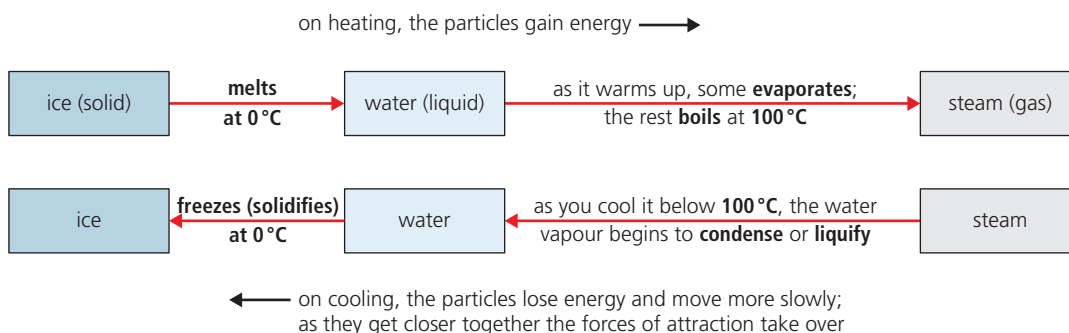 on heating, the particles gain energy
ice (solid)
melts
at 0 °C
water (liquid)
as it warms up, some evaporates;
the rest boils at 100 °C
steam (gas)
ice
freezes (solidifies)
at 0 °C
water
as you cool it below 100 °C, the water
vapour begins to condense or liquify
steam
on cooling, the particles lose energy and move more slowly;
as they get closer together the forces of attraction take over